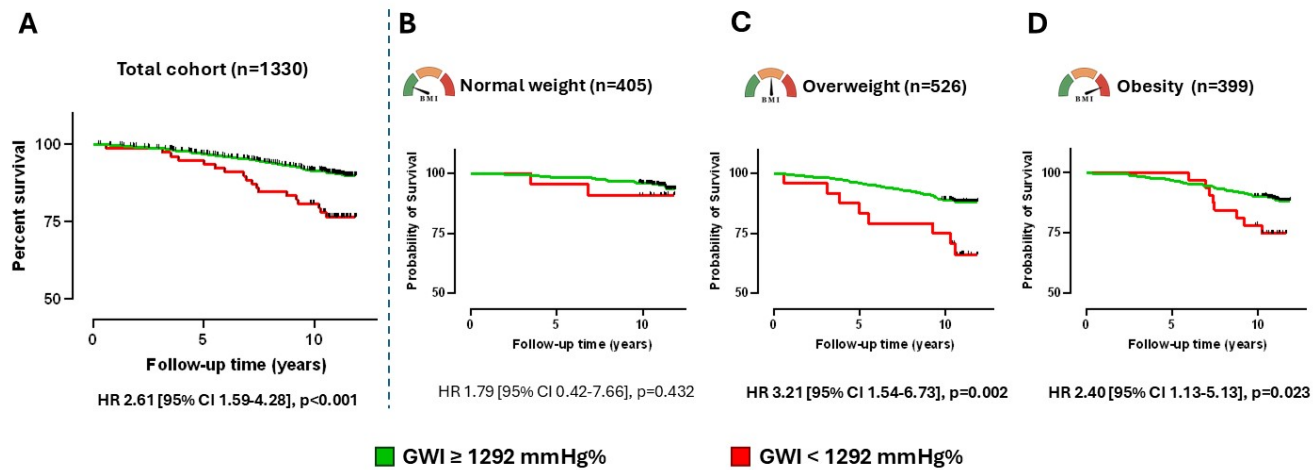 A
Total cohort (n=1330)
100
75
50
Percent survival
0 5 10
Follow-up time (years)
HR 2.61 [95% CI 1.59-4.28], p<0.001
B
BMI
Normal weight (n=405)
100
75
50
Probability of Survival
0 5 10
Follow-up time (years)
HR 1.79 [95% CI 0.42-7.66], p=0.432
C
BMI
Overweight (n=526)
100
75
50
Probability of Survival
0 5 10
Follow-up time (years)
HR 3.21 [95% CI 1.54-6.73], p=0.002
D
BMI
Obesity (n=399)
100
75
50
Probability of Survival
0 5 10
Follow-up time (years)
HR 2.40 [95% CI 1.13-5.13], p=0.023
GWI ≥ 1292 mmHg%
GWI < 1292 mmHg%